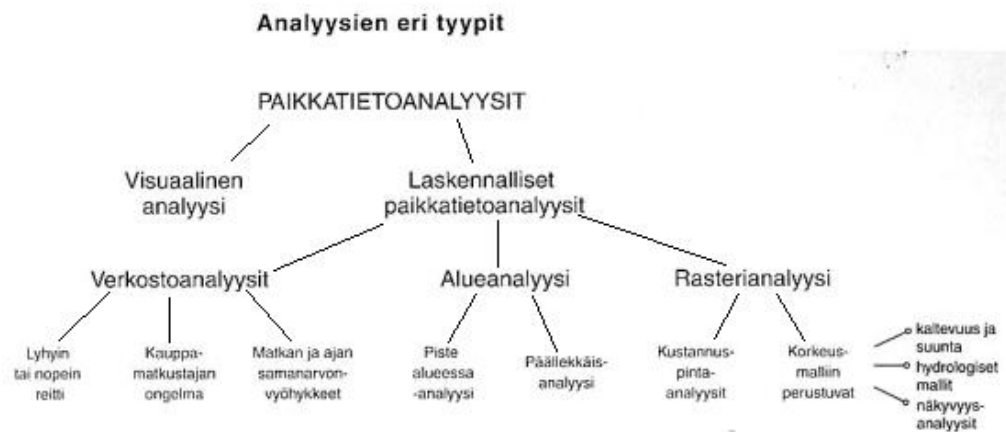 Analyysien eri tyypit
PAIKKATIETOANALYYSIT
Visuaalinen
analyysi
Laskennalliset
paikkatietoanalyysit
Verkostoanalyysit
Alueanalyysi
Rasterianalyysi
Lyhyin
tai nopein
reitti
Kauppa-
matkustajan
ongelma
Matkan ja ajan
samanarvon-
vyöhykkeet
Piste
alueessa
-analyysi
Päällekkäis-
analyysi
Kustannus-
pinta-
analyysit
Korkeus-
malliin
perustuvat
kaltevuus ja
suunta
hydrologiset
mallit
näkyvyys-
analyysit